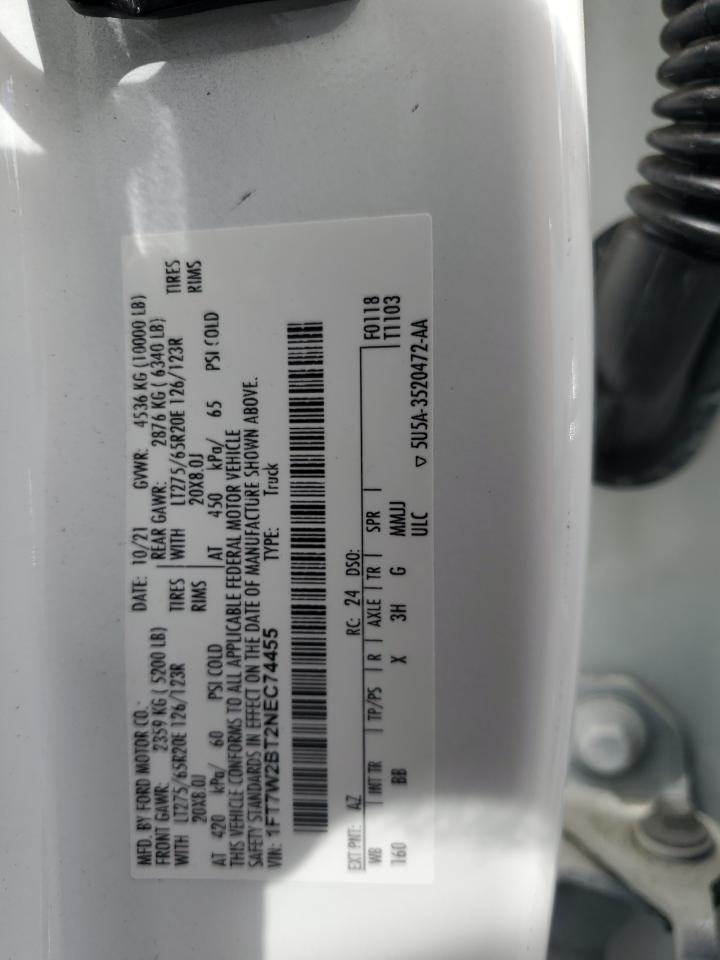 MFD. BY FORD MOTOR CO. DATE: 10/21 GVWR: 4536 KG (10000 LB)
FRONT GAWR: 2359 KG ( 5200 LB) REAR GAWR: 2876 KG ( 6340 LB)
WITH LT275/65R20E 126/123R TIRES WITH LT275/65R20E 126/123R TIRES
20X8.0J RIMS 20X8.0J RIMS
AT 420 kPa/ 60 PSI COLD AT 450 kPa/ 65 PSI COLD
THIS VEHICLE CONFORMS TO ALL APPLICABLE FEDERAL MOTOR VEHICLE
SAFETY STANDARDS IN EFFECT ON THE DATE OF MANUFACTURE SHOWN ABOVE.
VIN: 1FT7W2BT2NEC74455 TYPE: Truck
EXT PNT: AZ RC: 24 DSO: F0118
WB INT TR TP/PS R AXLE TR SPR T1103
160 BB X 3H G MMJJ
ULC ▽ 5U5A-3520472-AA